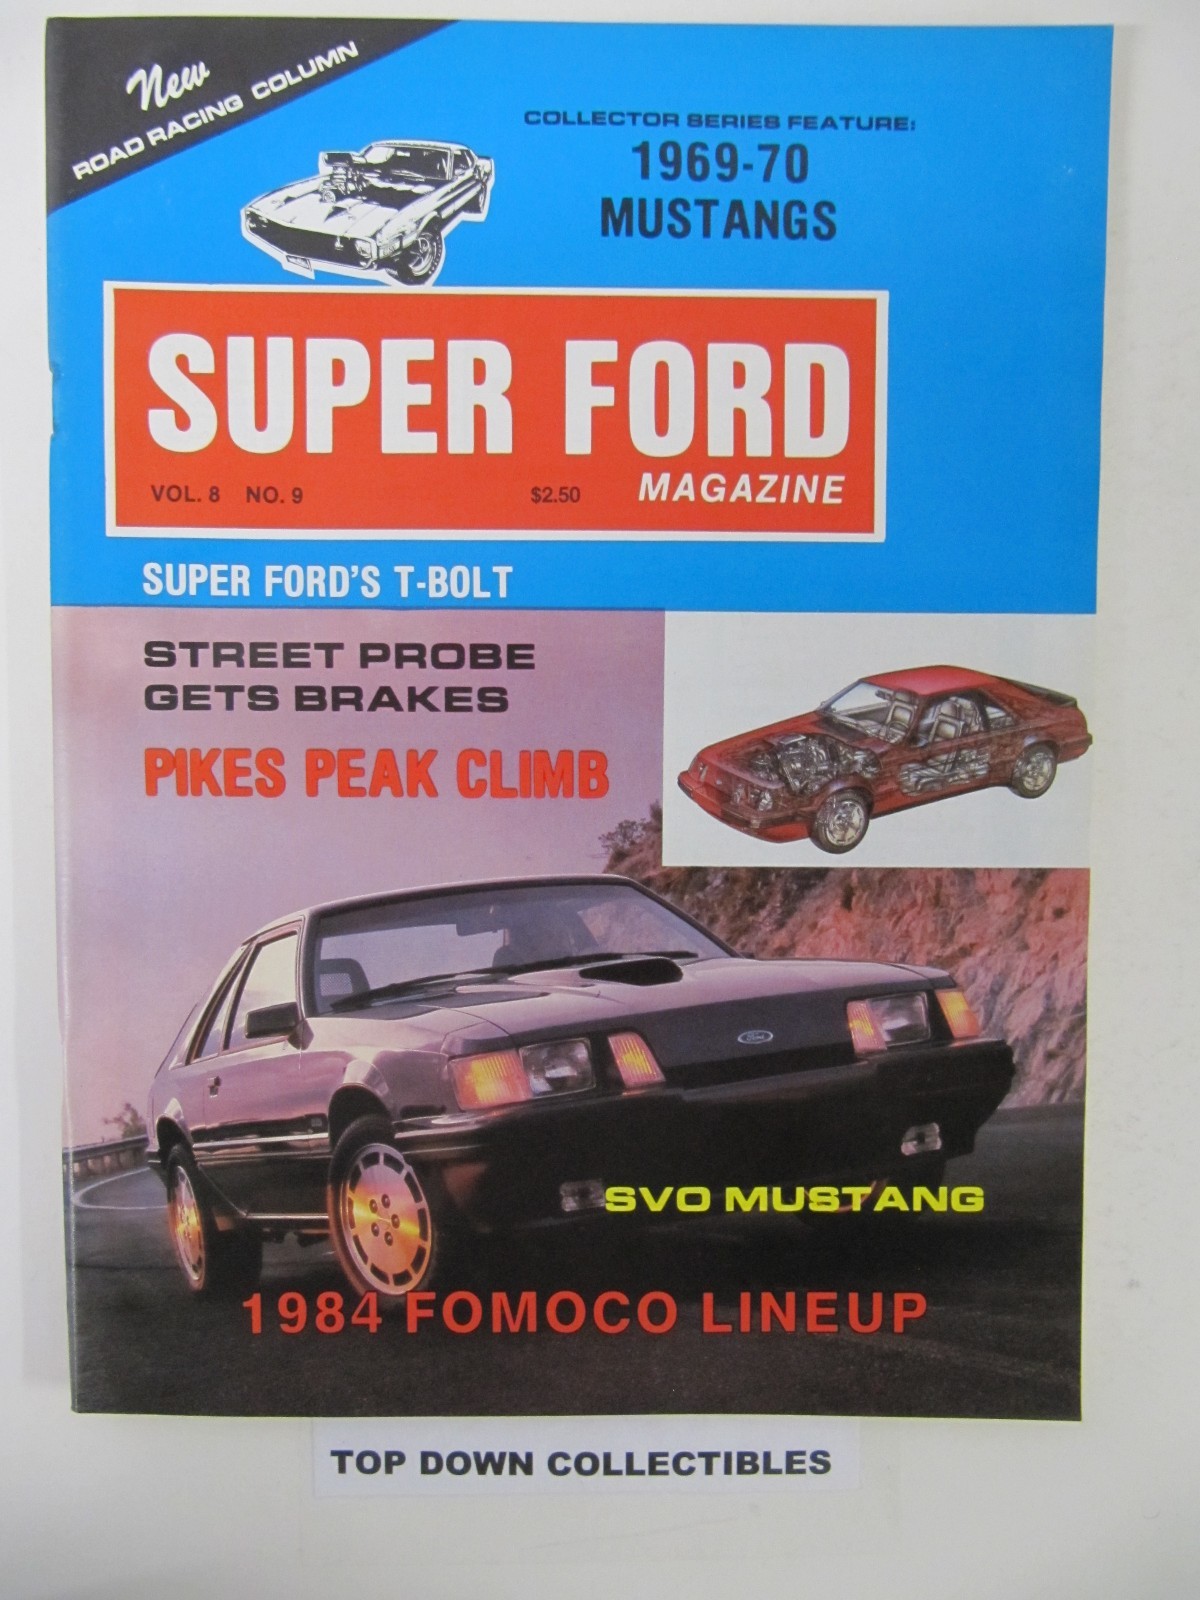 New
ROAD RACING COLUMN
COLLECTOR SERIES FEATURE:
1969-70
MUSTANGS
SUPER FORD
VOL. 8 NO. 9 $2.50 MAGAZINE
SUPER FORD'S T-BOLT
STREET PROBE
GETS BRAKES
PIKES PEAK CLIMB
Ford
SVO MUSTANG
1984 FOMOCO LINEUP
TOP DOWN COLLECTIBLES